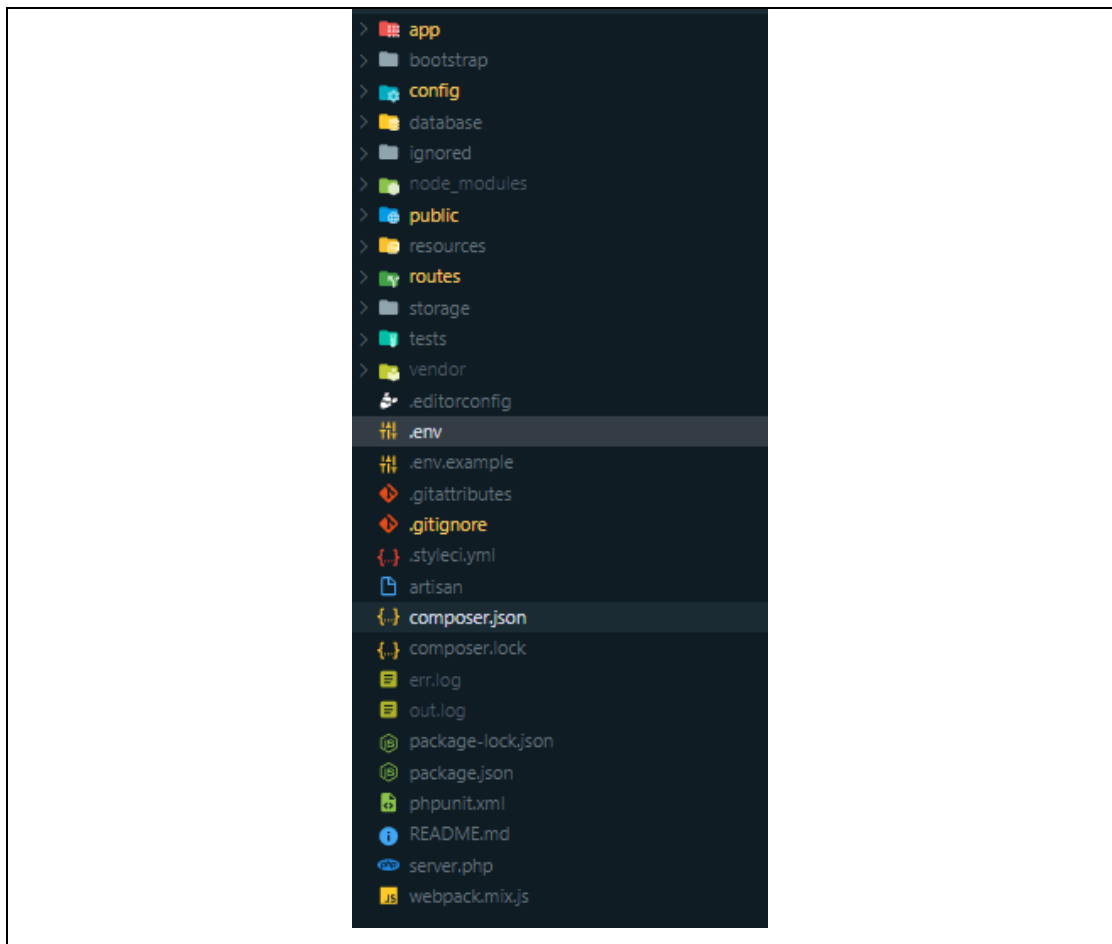 app
bootstrap
config
database
ignored
node_modules
public
resources
routes
storage
tests
vendor
.editorconfig
.env
.env.example
.gitattributes
.gitignore
.styleci.yml
artisan
composer.json
composer.lock
err.log
out.log
package-lock.json
package.json
phpunit.xml
README.md
server.php
webpack.mix.js